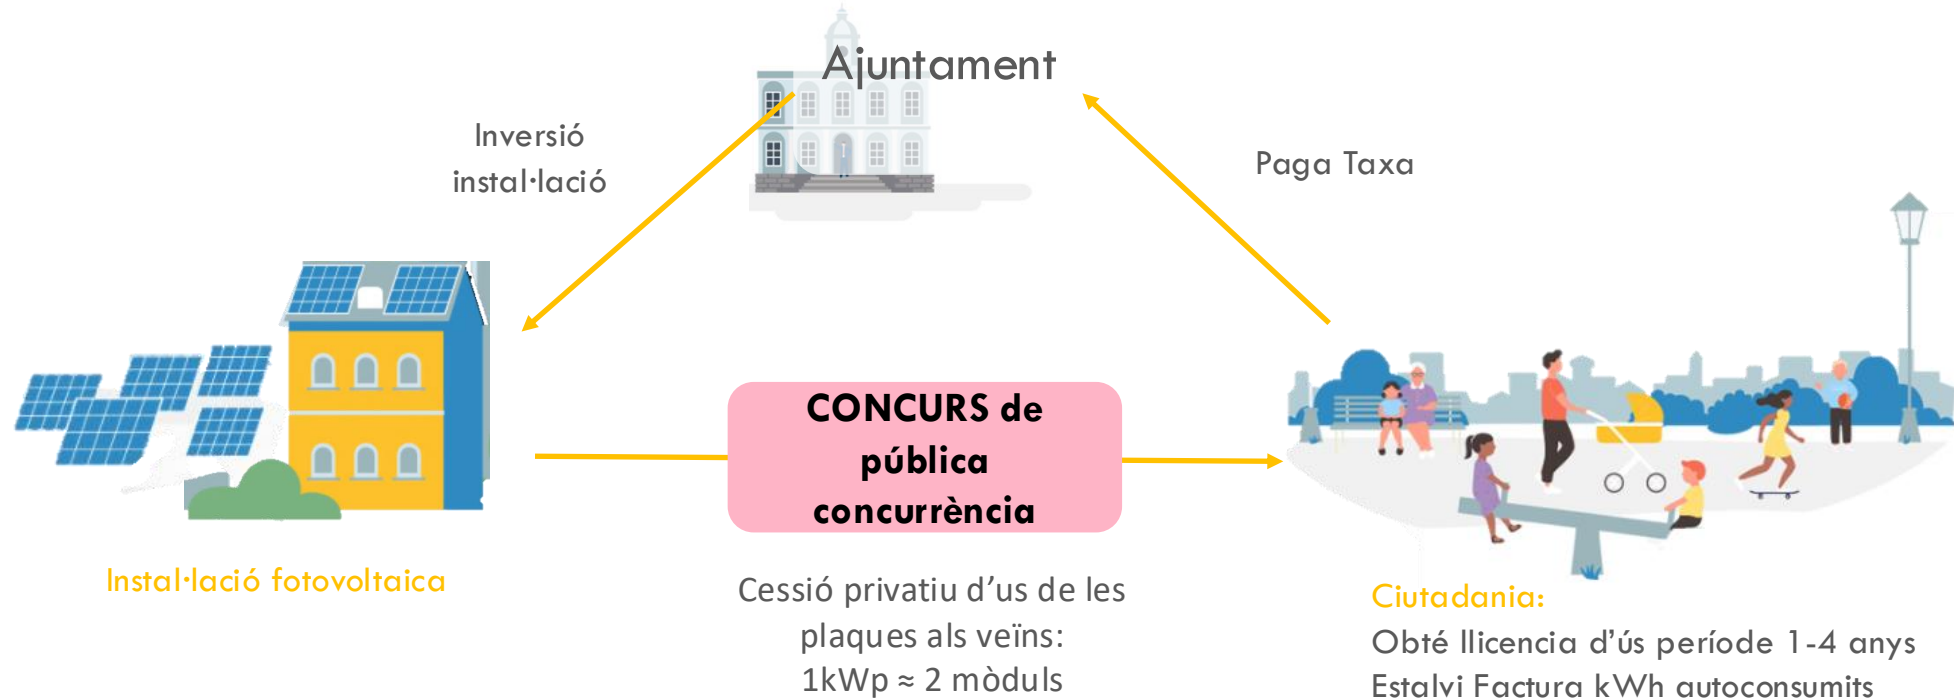 Ajuntament
Inversió
instal·lació
Paga Taxa
CONCURS de
pública
concurrència
Instal·lació fotovoltaica
Cessió privatiu d’us de les
plaques als veïns:
1kWp ≈ 2 mòduls
Ciutadania:
Obté llicencia d’ús període 1-4 anys
Estalvi Factura kWh autoconsumits